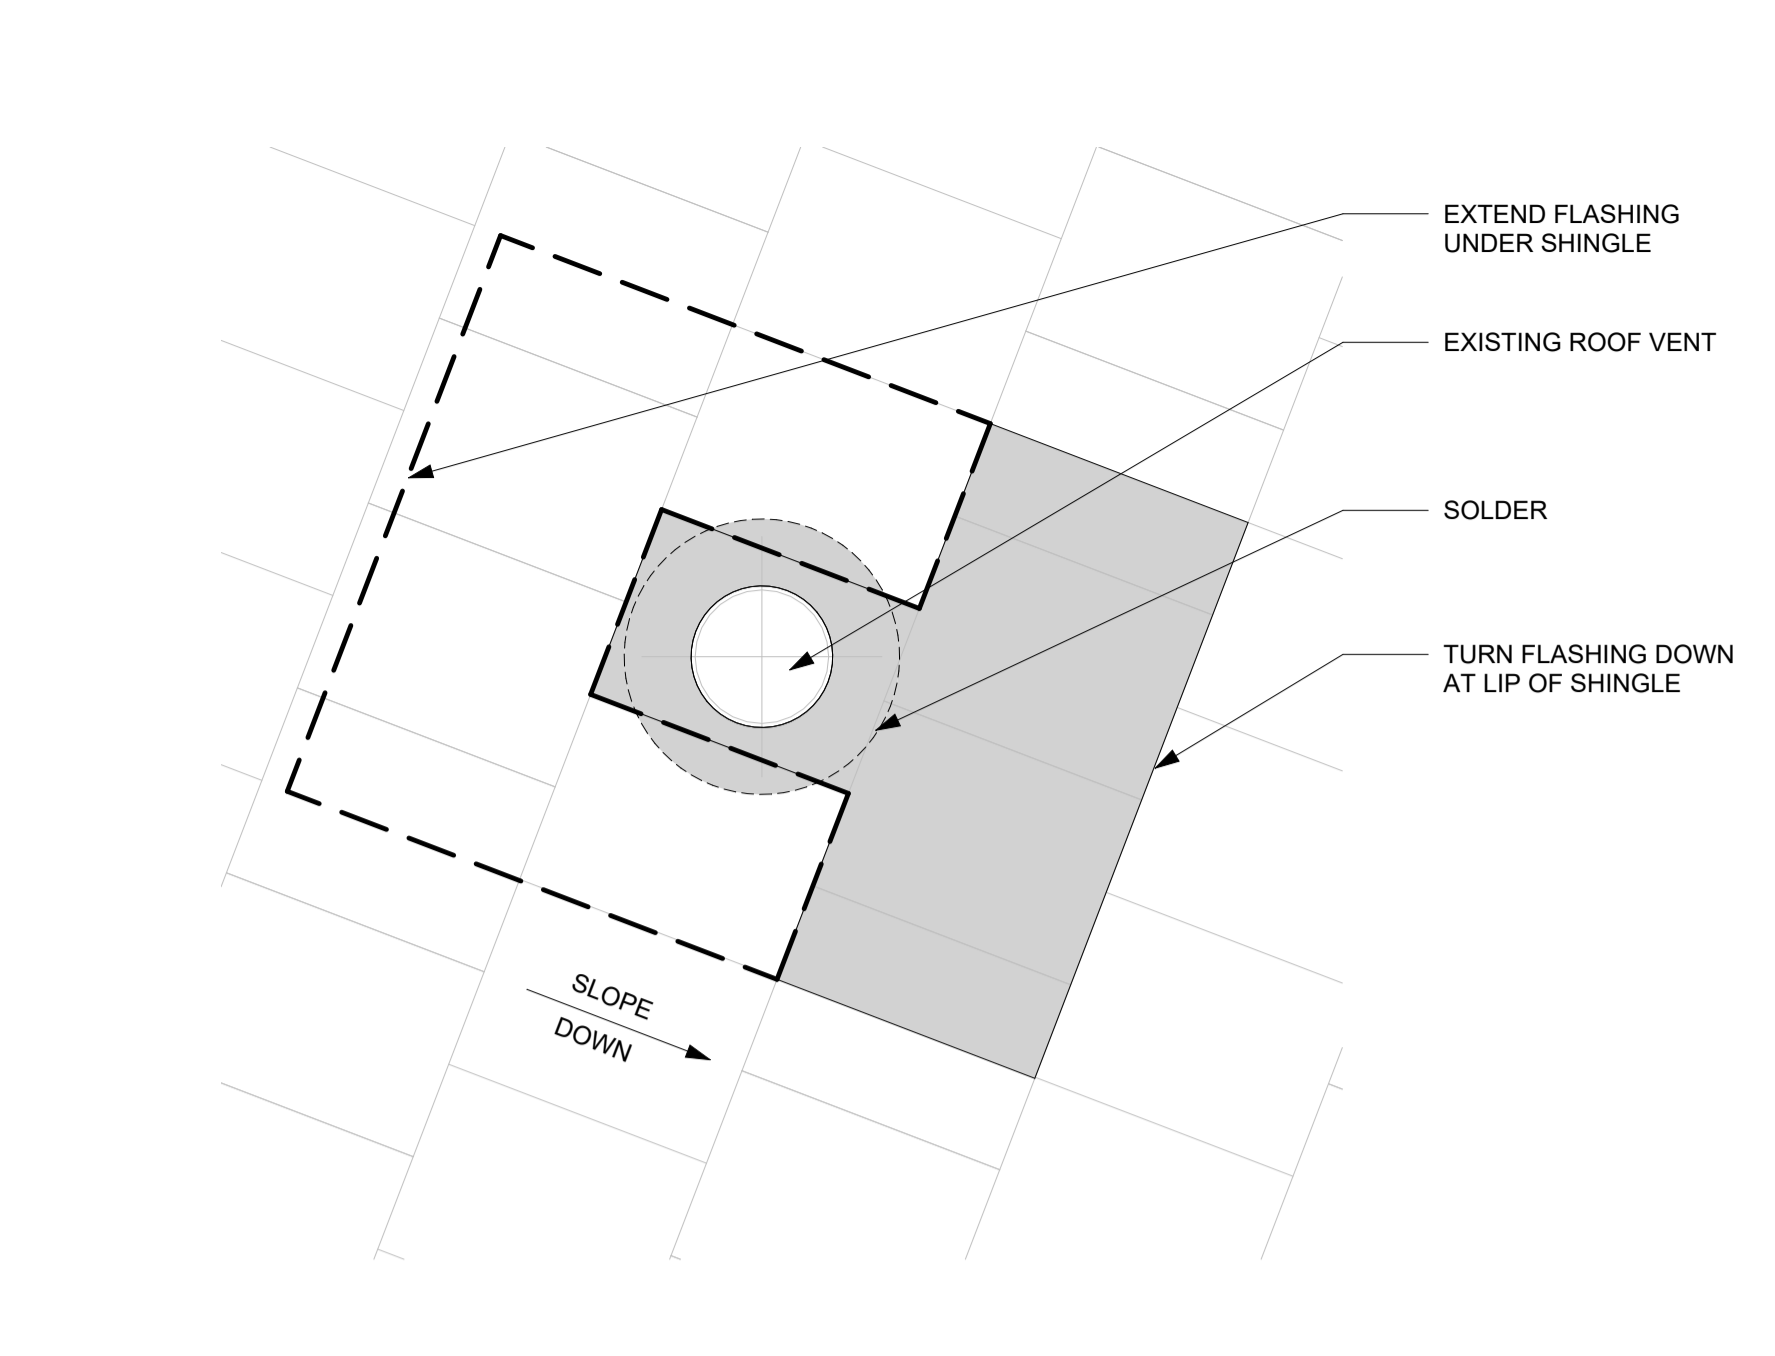 EXTEND FLASHING
UNDER SHINGLE
EXISTING ROOF VENT
SOLDER
TURN FLASHING DOWN
AT LIP OF SHINGLE
SLOPE
DOWN